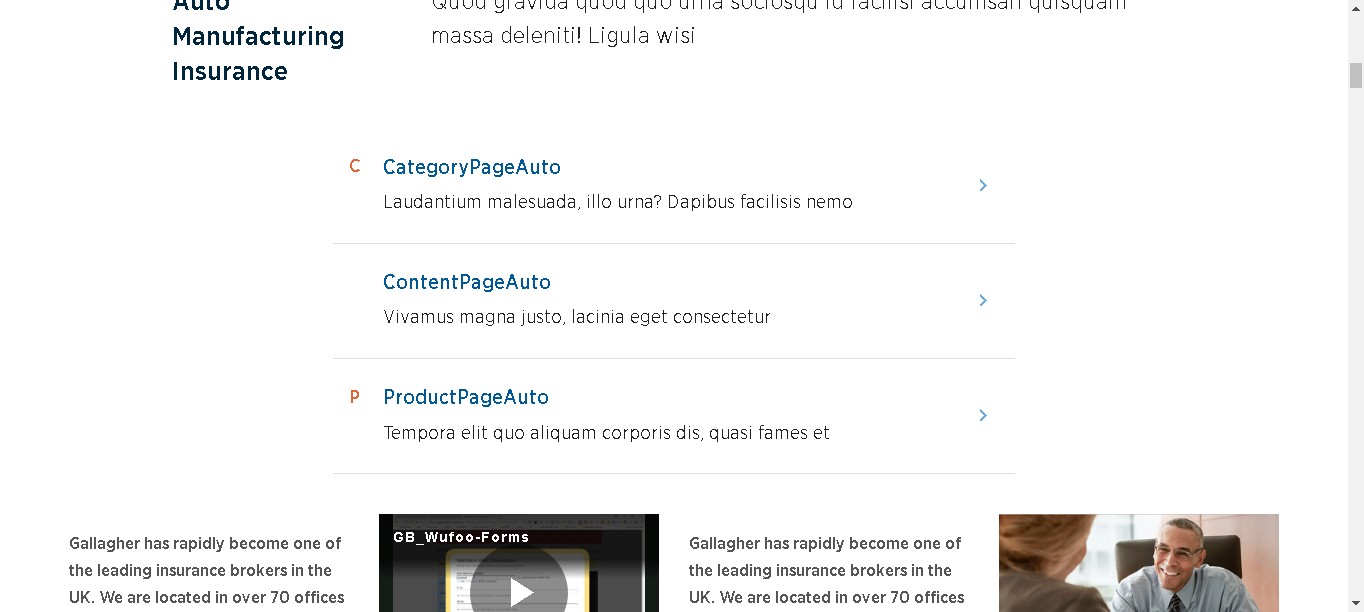 Auto
Manufacturing
Insurance
Quod gravida quod quo urna sociosqu id facilisi accumsan quisquam
massa deleniti! Ligula wisi
C CategoryPageAuto
Laudantium malesuada, illo urna? Dapibus facilisis nemo
ContentPageAuto
Vivamus magna justo, lacinia eget consectetur
P ProductPageAuto
Tempora elit quo aliquam corporis dis, quasi fames et
Gallagher has rapidly become one of
the leading insurance brokers in the
UK. We are located in over 70 offices
GB_Wufoo-Forms
Gallagher has rapidly become one of
the leading insurance brokers in the
UK. We are located in over 70 offices